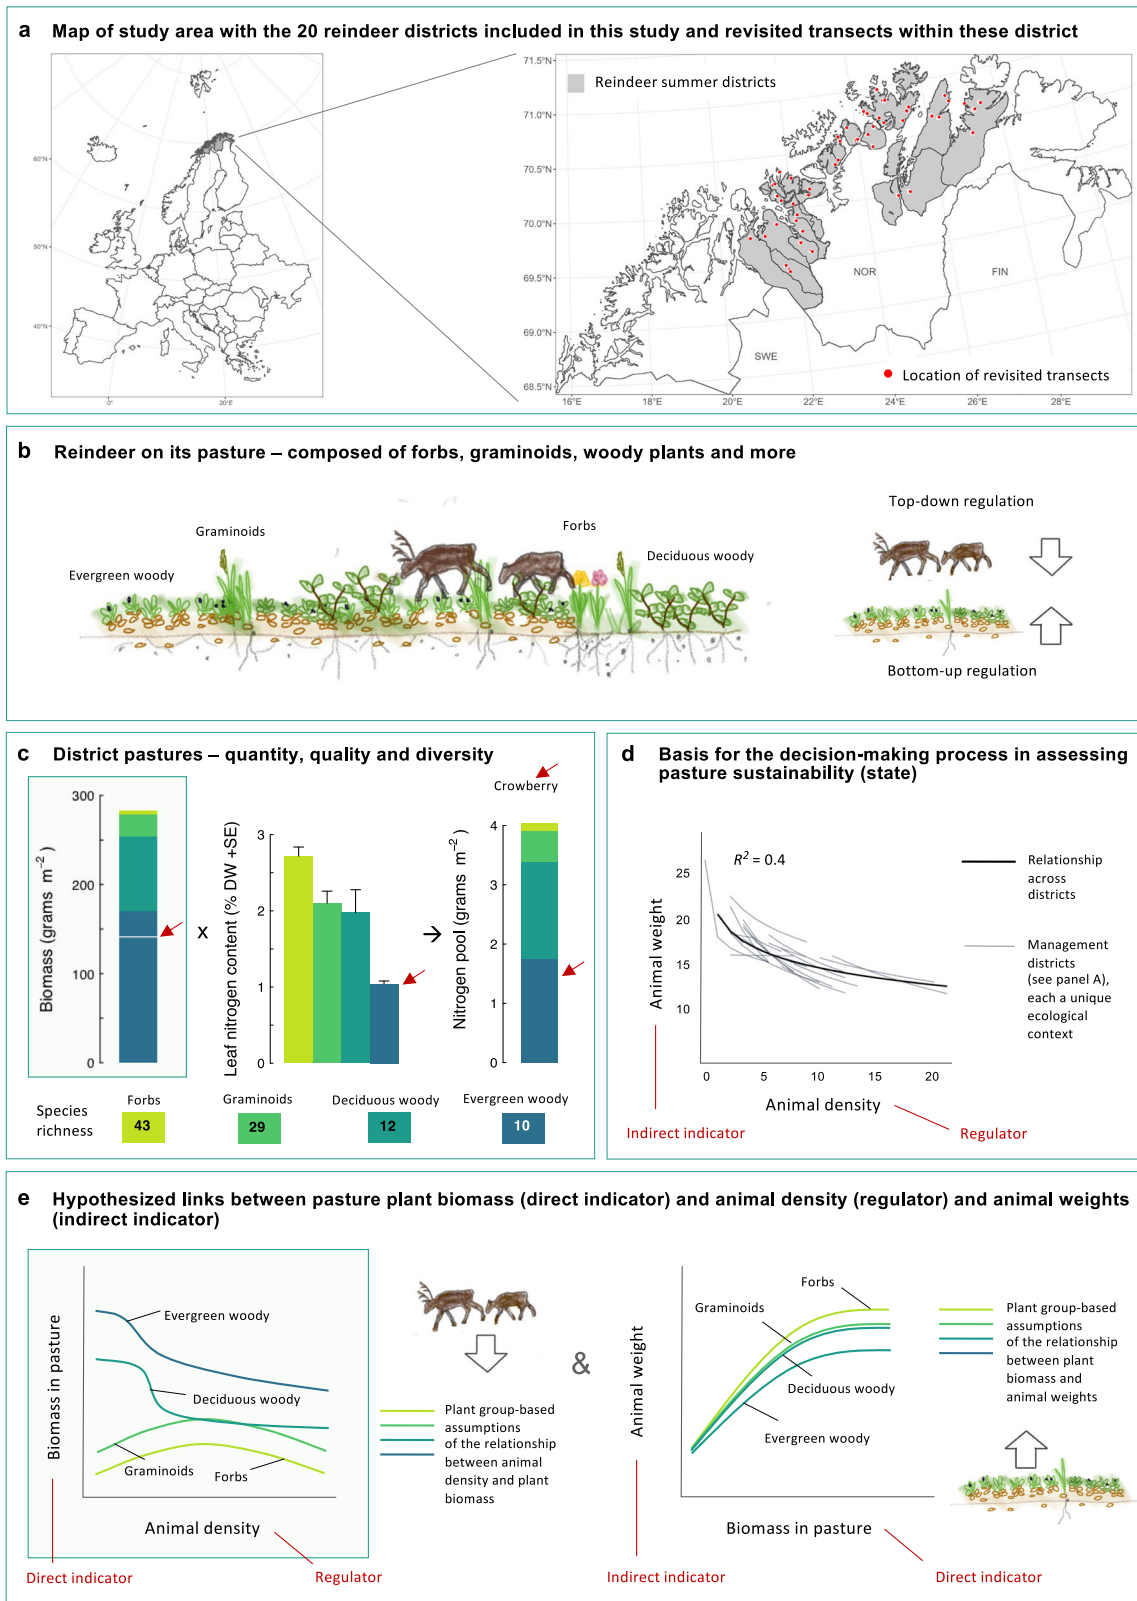 a Map of study area with the 20 reindeer districts included in this study and revisited transects within these district
60°N
50°N
40°N
0°
20°E
71.5°N
71.0°N
70.5°N
70.0°N
69.5°N
69.0°N
68.5°N
Reindeer summer districts
NOR
FIN
SWE
Location of revisited transects
16°E
18°E
20°E
22°E
24°E
26°E
28°E
b Reindeer on its pasture – composed of forbs, graminoids, woody plants and more
Evergreen woody
Graminoids
Forbs
Deciduous woody
Top-down regulation
Bottom-up regulation
c District pastures – quantity, quality and diversity
Biomass (grams m−2)
300
200
100
0
x
Leaf nitrogen content (% DW +SE)
3
2
1
0
→
Crowberry
Nitrogen pool (grams m−2)
4
3
2
1
0
Species
richness
Forbs
43
Graminoids
29
Deciduous woody
12
Evergreen woody
10
d Basis for the decision-making process in assessing
pasture sustainability (state)
Animal weight
25
20
15
10
R2 = 0.4
0
5
10
15
20
Animal density
Relationship
across
districts
Management
districts
(see panel A),
each a unique
ecological
context
Indirect indicator
Regulator
e Hypothesized links between pasture plant biomass (direct indicator) and animal density (regulator) and animal weights
(indirect indicator)
Biomass in pasture
Evergreen woody
Deciduous woody
Graminoids
Forbs
Animal density
Direct indicator
Regulator
Plant group-based
assumptions
of the relationship
between animal
density and plant
biomass
&
Animal weight
Forbs
Graminoids
Deciduous woody
Evergreen woody
Biomass in pasture
Indirect indicator
Direct indicator
Plant group-based
assumptions
of the relationship
between plant
biomass and
animal weights